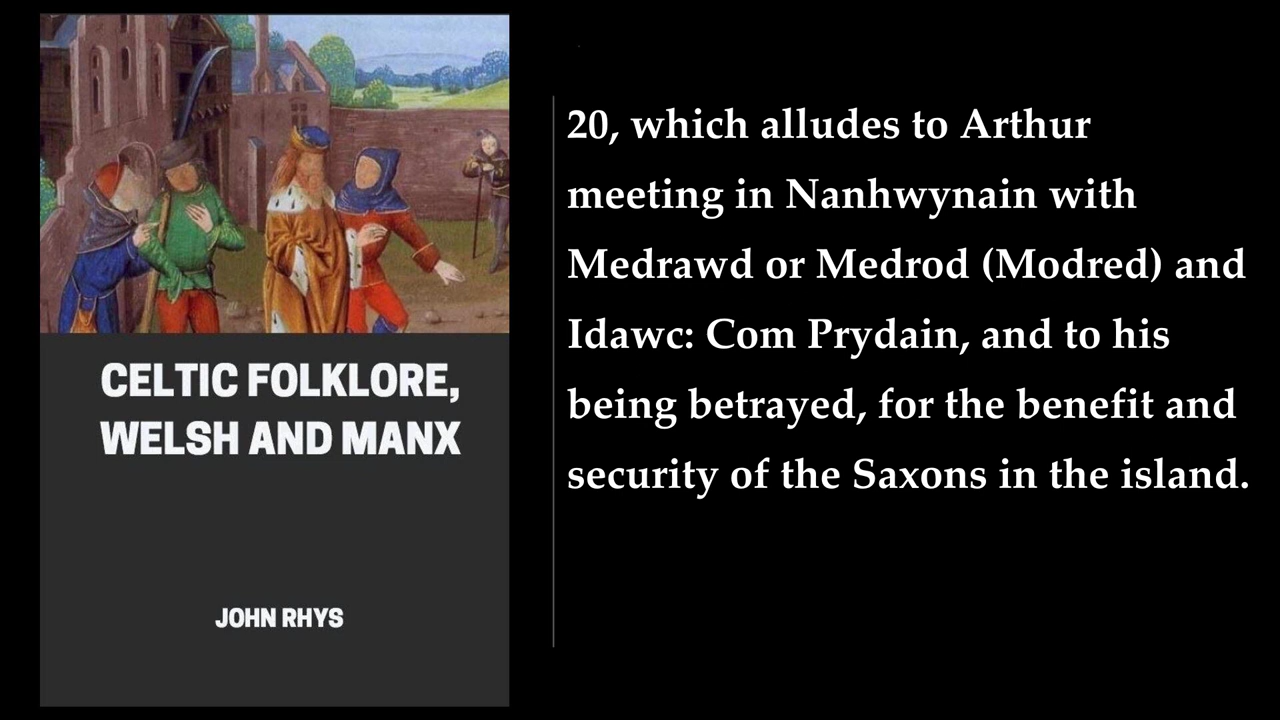 CELTIC FOLKLORE,
WELSH AND MANX
JOHN RHYS
20, which alludes to Arthur
meeting in Nanhwynain with
Medrawd or Medrod (Modred) and
Idawc: Com Prydain, and to his
being betrayed, for the benefit and
security of the Saxons in the island.